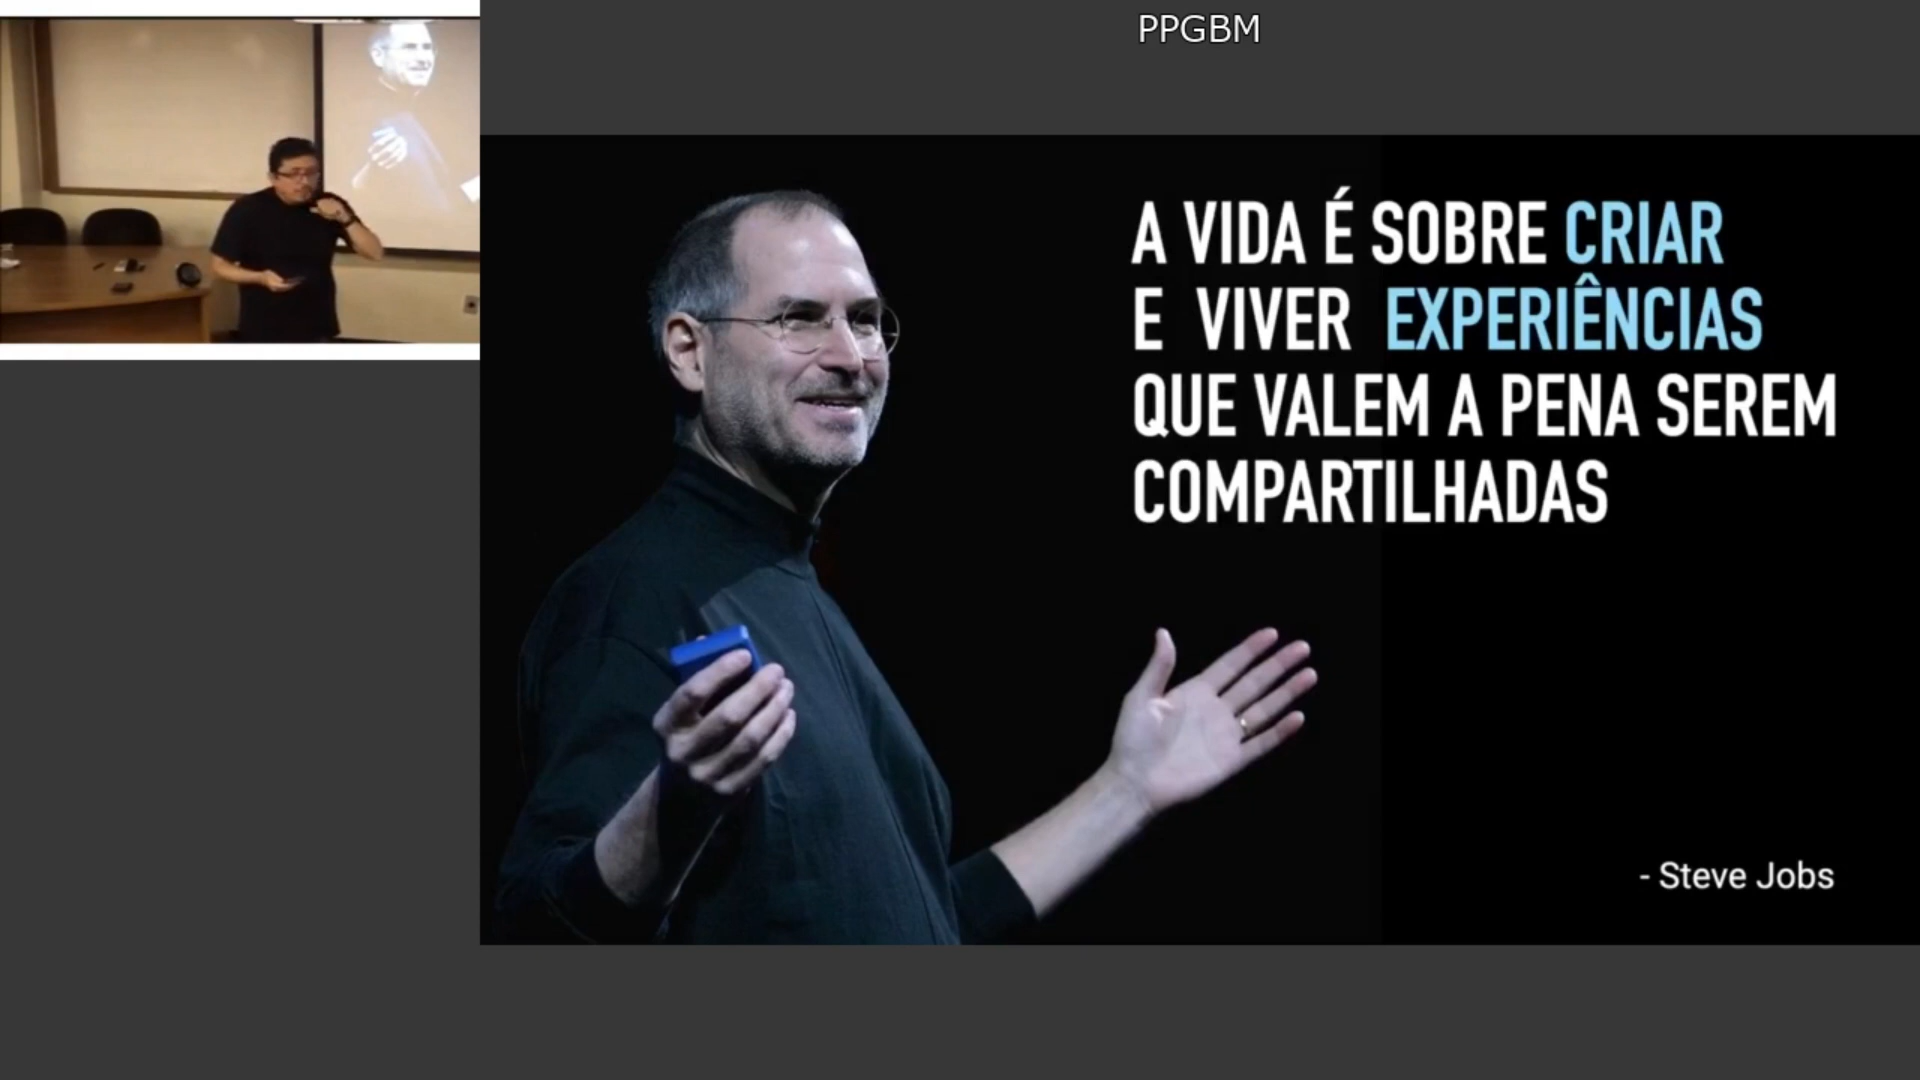 PPGBM
A VIDA É SOBRE CRIAR
E VIVER EXPERIÊNCIAS
QUE VALEM A PENA SEREM
COMPARTILHADAS
- Steve Jobs